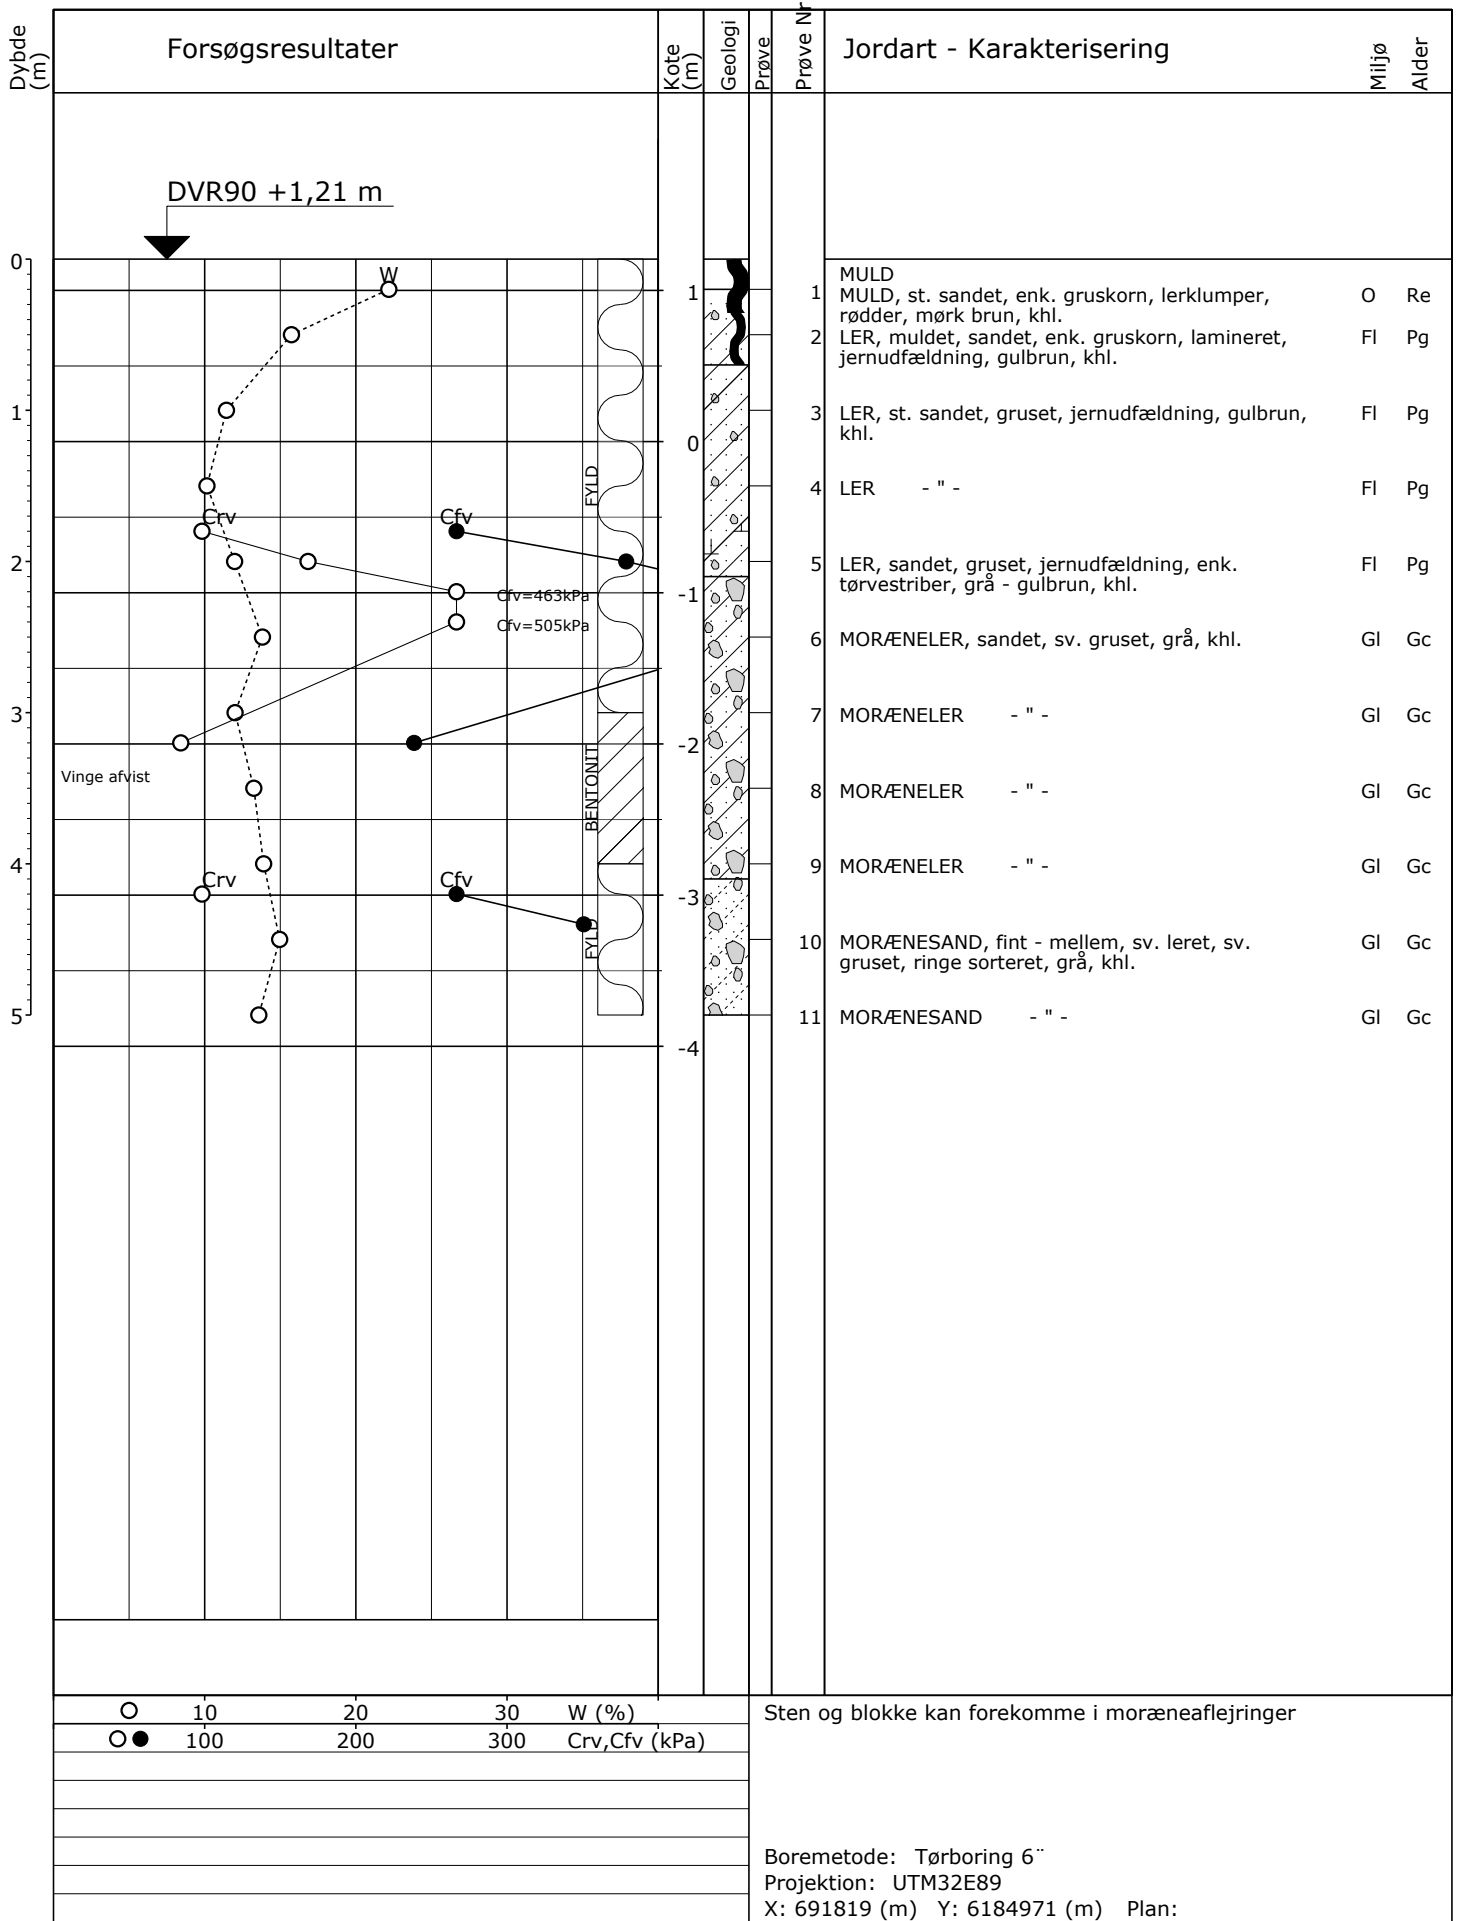 Dybde (m)
Forsøgsresultater
Kote (m)
Geologi
Prøve
Prøve Nr
Jordart - Karakterisering
Miljø
Alder
DVR90 +1,21 m
0
W
1
MULD
1 MULD, st. sandet, enk. gruskorn, lerklumper, O Re
rødder, mørk brun, khl.
2 LER, muldet, sandet, enk. gruskorn, lamineret, Fl Pg
jernudfældning, gulbrun, khl.
1
3 LER, st. sandet, gruset, jernudfældning, gulbrun, Fl Pg
khl.
0
FYLD
4 LER - " - Fl Pg
Crv Cfv
2
5 LER, sandet, gruset, jernudfældning, enk. Fl Pg
tørvestriber, grå - gulbrun, khl.
Cfv=463kPa
-1
Cfv=505kPa
6 MORÆNELER, sandet, sv. gruset, grå, khl. Gl Gc
3
7 MORÆNELER - " - Gl Gc
-2
Vinge afvist
BENTONIT
8 MORÆNELER - " - Gl Gc
4
9 MORÆNELER - " - Gl Gc
Crv Cfv
-3
FYLD
10 MORÆNESAND, fint - mellem, sv. leret, sv. Gl Gc
gruset, ringe sorteret, grå, khl.
5
11 MORÆNESAND - " - Gl Gc
-4
10 20 30 W (%)
100 200 300 Crv,Cfv (kPa)
Sten og blokke kan forekomme i moræneaflejringer
Boremetode: Tørboring 6¨
Projektion: UTM32E89
X: 691819 (m) Y: 6184971 (m) Plan: